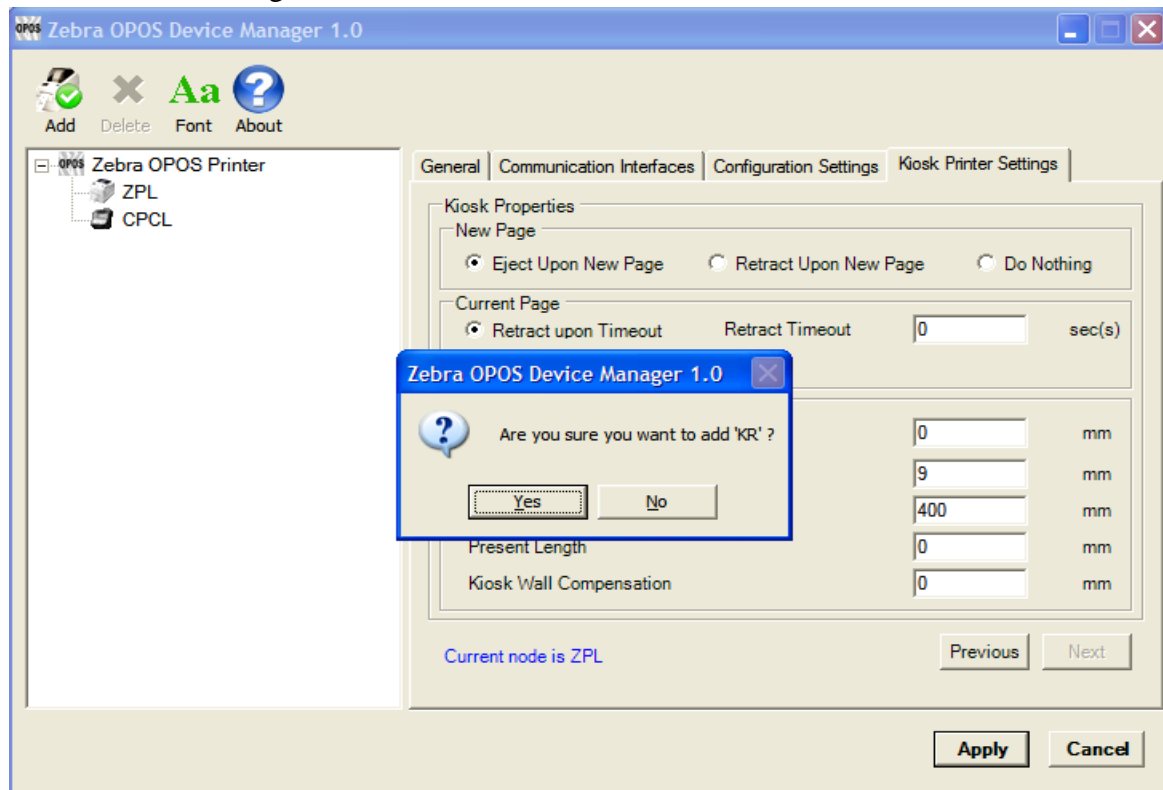 OPOS Zebra OPOS Device Manager 1.0
Add Delete Aa Font ? About
OPOS Zebra OPOS Printer
ZPL
CPCL
General Communication Interfaces Configuration Settings Kiosk Printer Settings
Kiosk Properties
New Page
Eject Upon New Page Retract Upon New Page Do Nothing
Current Page
Retract upon Timeout Retract Timeout 0 sec(s)
Zebra OPOS Device Manager 1.0
? Are you sure you want to add 'KR' ?
Yes No
0 mm
9 mm
400 mm
Present Length 0 mm
Kiosk Wall Compensation 0 mm
Current node is ZPL
Previous Next
Apply Cancel